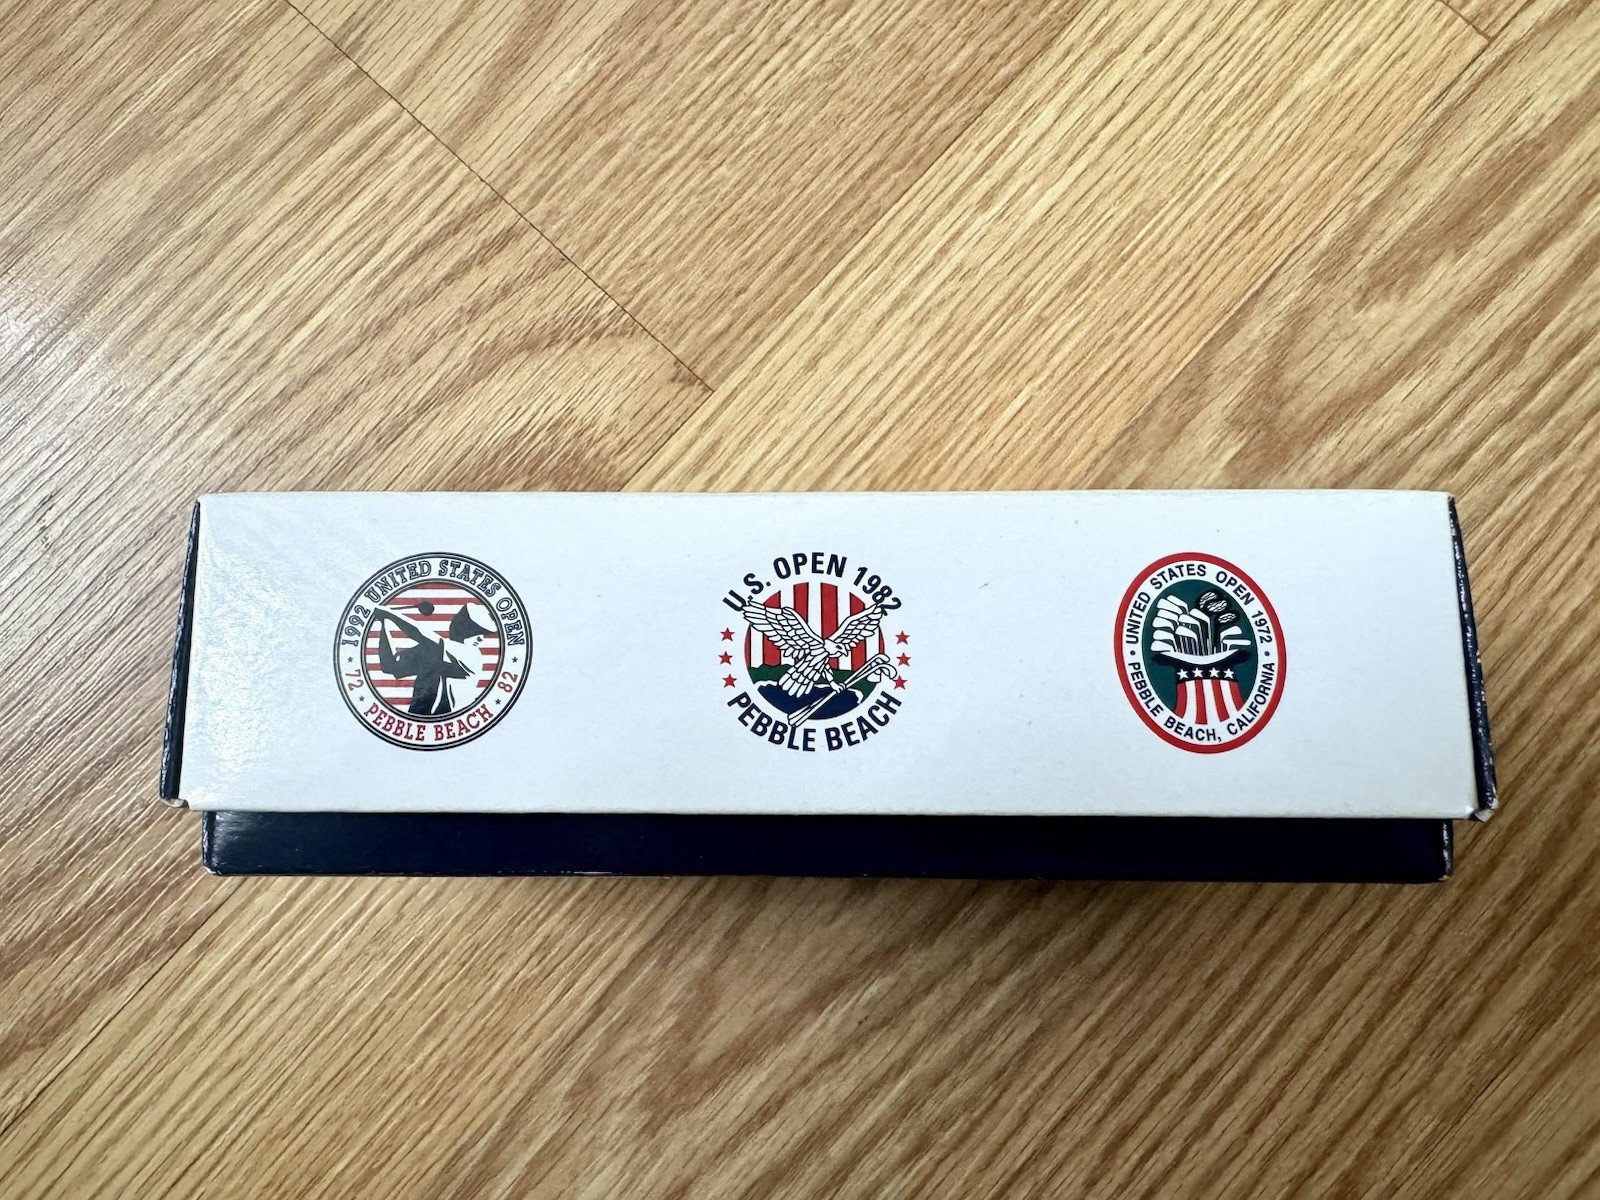 1992 UNITED STATES OPEN
72 PEBBLE BEACH 82
U.S. OPEN 1982
PEBBLE BEACH
UNITED STATES OPEN 1972
PEBBLE BEACH, CALIFORNIA